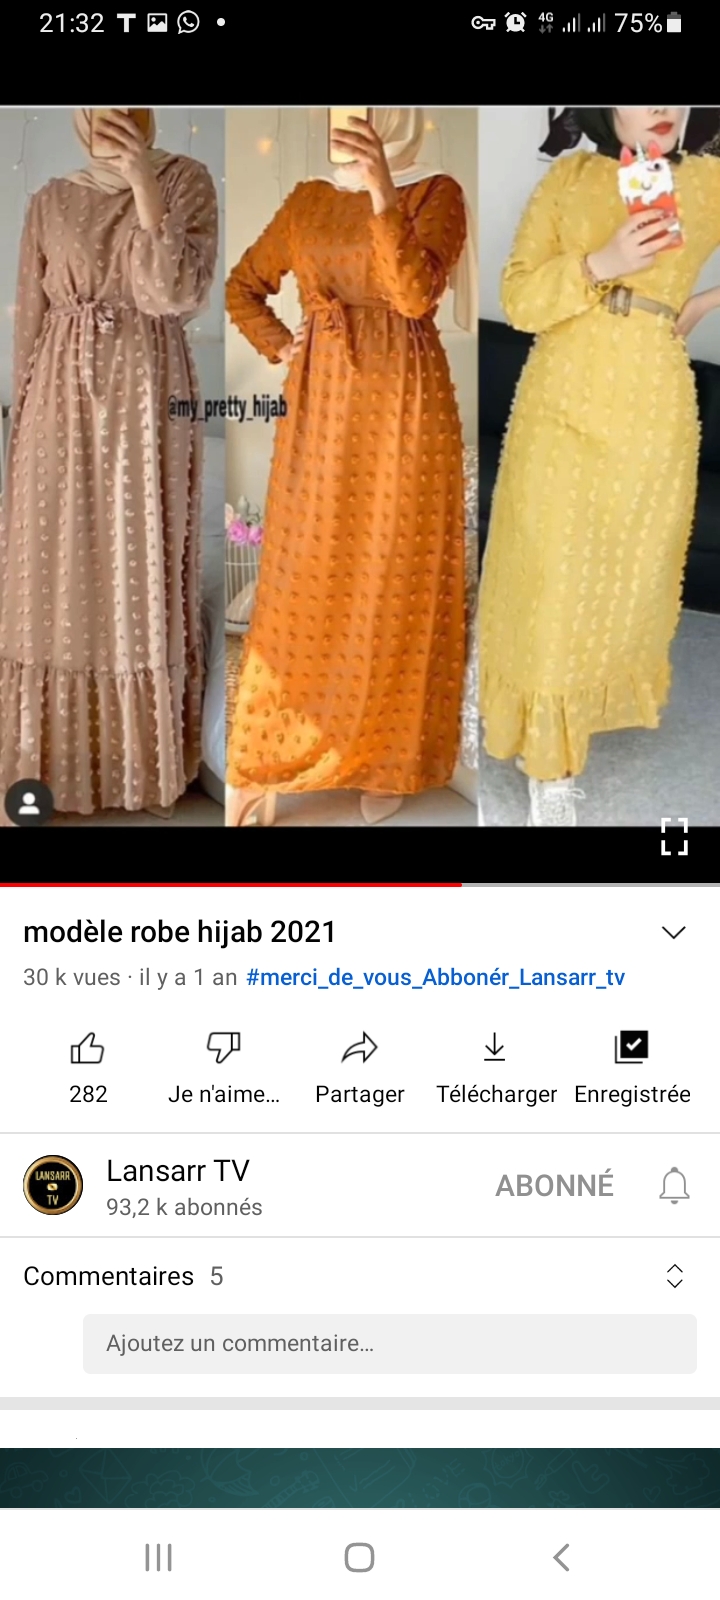 21:32 T 4G 75%
@my_pretty_hijab
modèle robe hijab 2021
30 k vues · il y a 1 an #merci_de_vous_Abbonér_Lansarr_tv
282 Je n'aime... Partager Télécharger Enregistrée
LANSARR
TV
Lansarr TV
93,2 k abonnés
ABONNÉ
Commentaires 5
Ajoutez un commentaire...